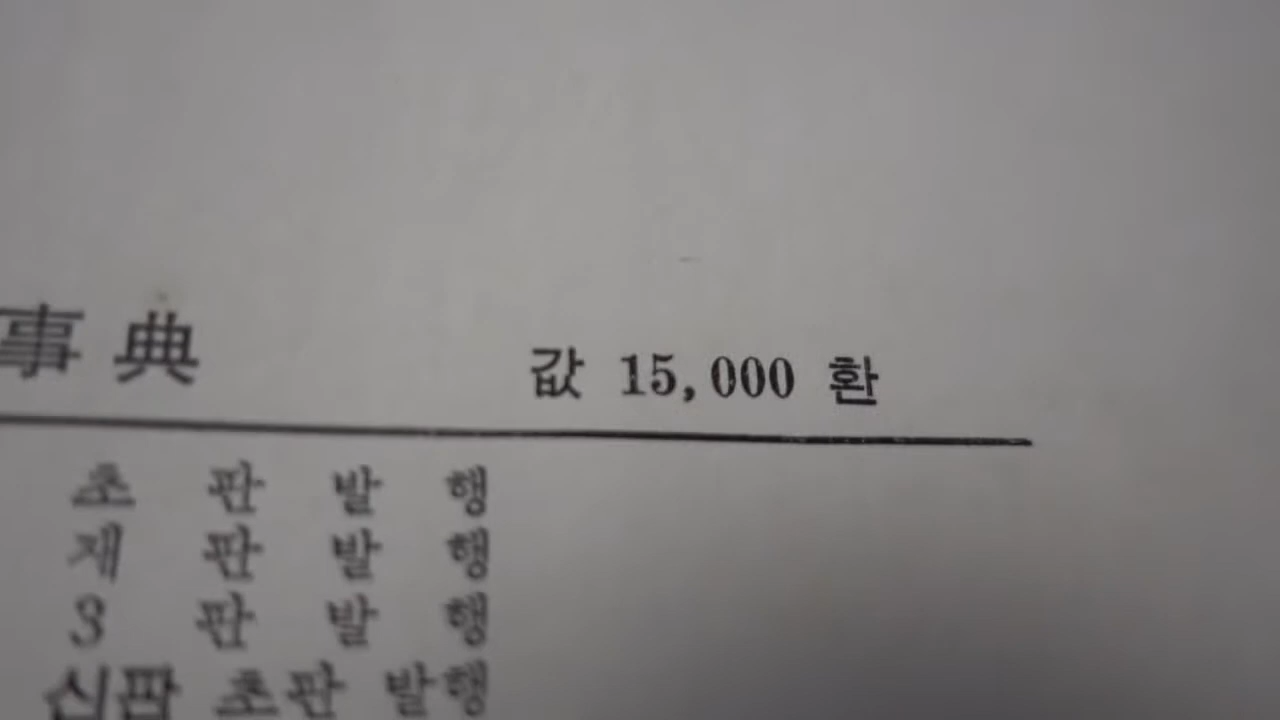 事典 값 15,000 환
초판발행
재판발행
3판발행
신판 초판 발행